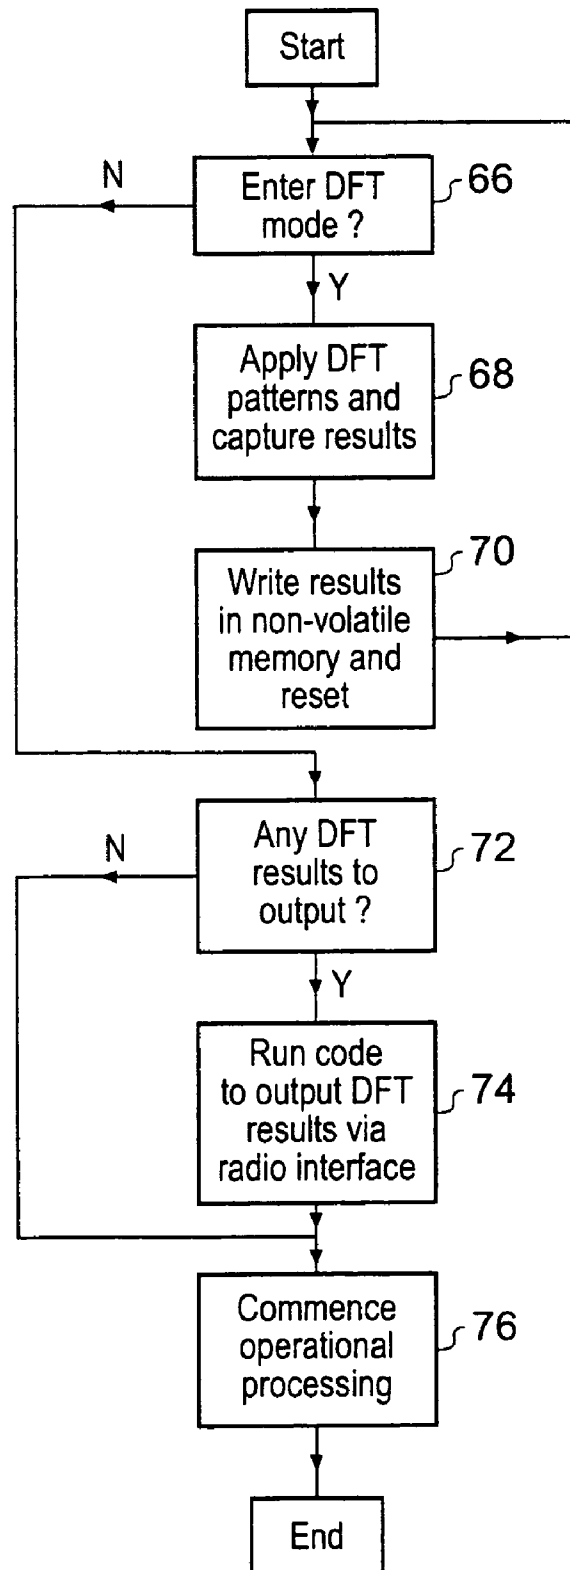 Start
N
Enter DFT
mode ?
66
Y
Apply DFT
patterns and
capture results
68
70
Write results
in non-volatile
memory and
reset
N
Any DFT
results to
output ?
72
Y
Run code
to output DFT
results via
radio interface
74
Commence
operational
processing
76
End